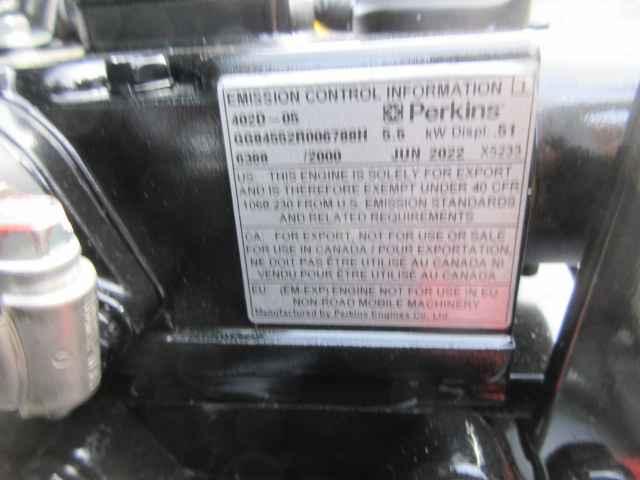 EMISSION CONTROL INFORMATION 1
402D-05 Perkins
5.5 kW Displ .51
/2000 JUN 2022
US: THIS ENGINE IS SOLELY FOR EXPORT
AND IS THEREFORE EXEMPT UNDER 40 CFR
1068.230 FROM U.S. EMISSION STANDARDS
AND RELATED REQUIREMENTS
CA: FOR EXPORT, NOT FOR USE OR SALE
FOR USE IN CANADA / POUR EXPORTATION,
NE DOIT PAS ÊTRE UTILISÉ AU CANADA NI
VENDU POUR ÊTRE UTILISÉ AU CANADA
EU: (EM.EXP) ENGINE NOT FOR USE IN EU
NON ROAD MOBILE MACHINERY
Manufactured by Perkins Engines Co. Ltd.